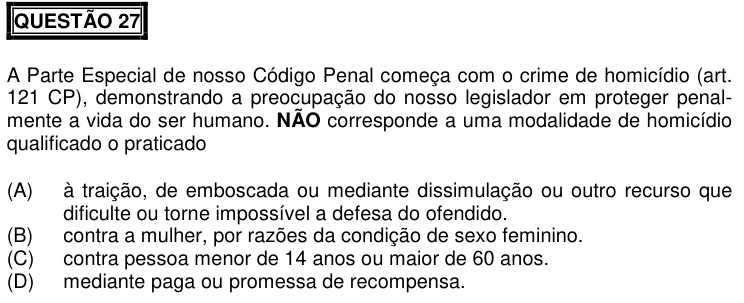 QUESTÃO 27
A Parte Especial de nosso Código Penal começa com o crime de homicídio (art.
121 CP), demonstrando a preocupação do nosso legislador em proteger penal-
mente a vida do ser humano. NÃO corresponde a uma modalidade de homicídio
qualificado o praticado
(A) à traição, de emboscada ou mediante dissimulação ou outro recurso que
dificulte ou torne impossível a defesa do ofendido.
(B) contra a mulher, por razões da condição de sexo feminino.
(C) contra pessoa menor de 14 anos ou maior de 60 anos.
(D) mediante paga ou promessa de recompensa.